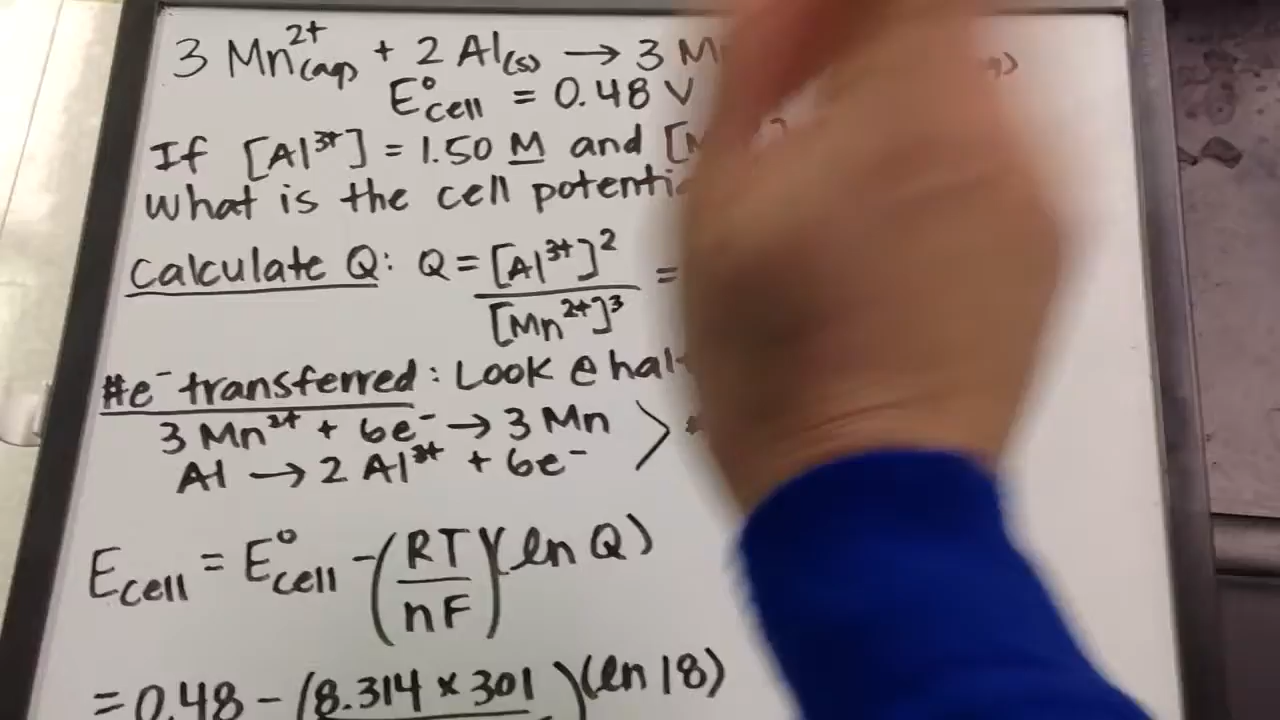 3 Mn²⁺(aq) + 2 Al(s) → 3 M
E°cell = 0.48 V
If [Al³⁺] = 1.50 M and [
What is the cell
Calculate Q: Q = [Al³⁺]² / [Mn²⁺]³ =
#e⁻ transferred: Look @
3 Mn²⁺ + 6e⁻ → 3 Mn
Al → 2 Al³⁺ + 6e⁻
Ecell = E°cell - (RT / nF)(ln Q)
= 0.48 - (8.314 × 301)(ln 18)